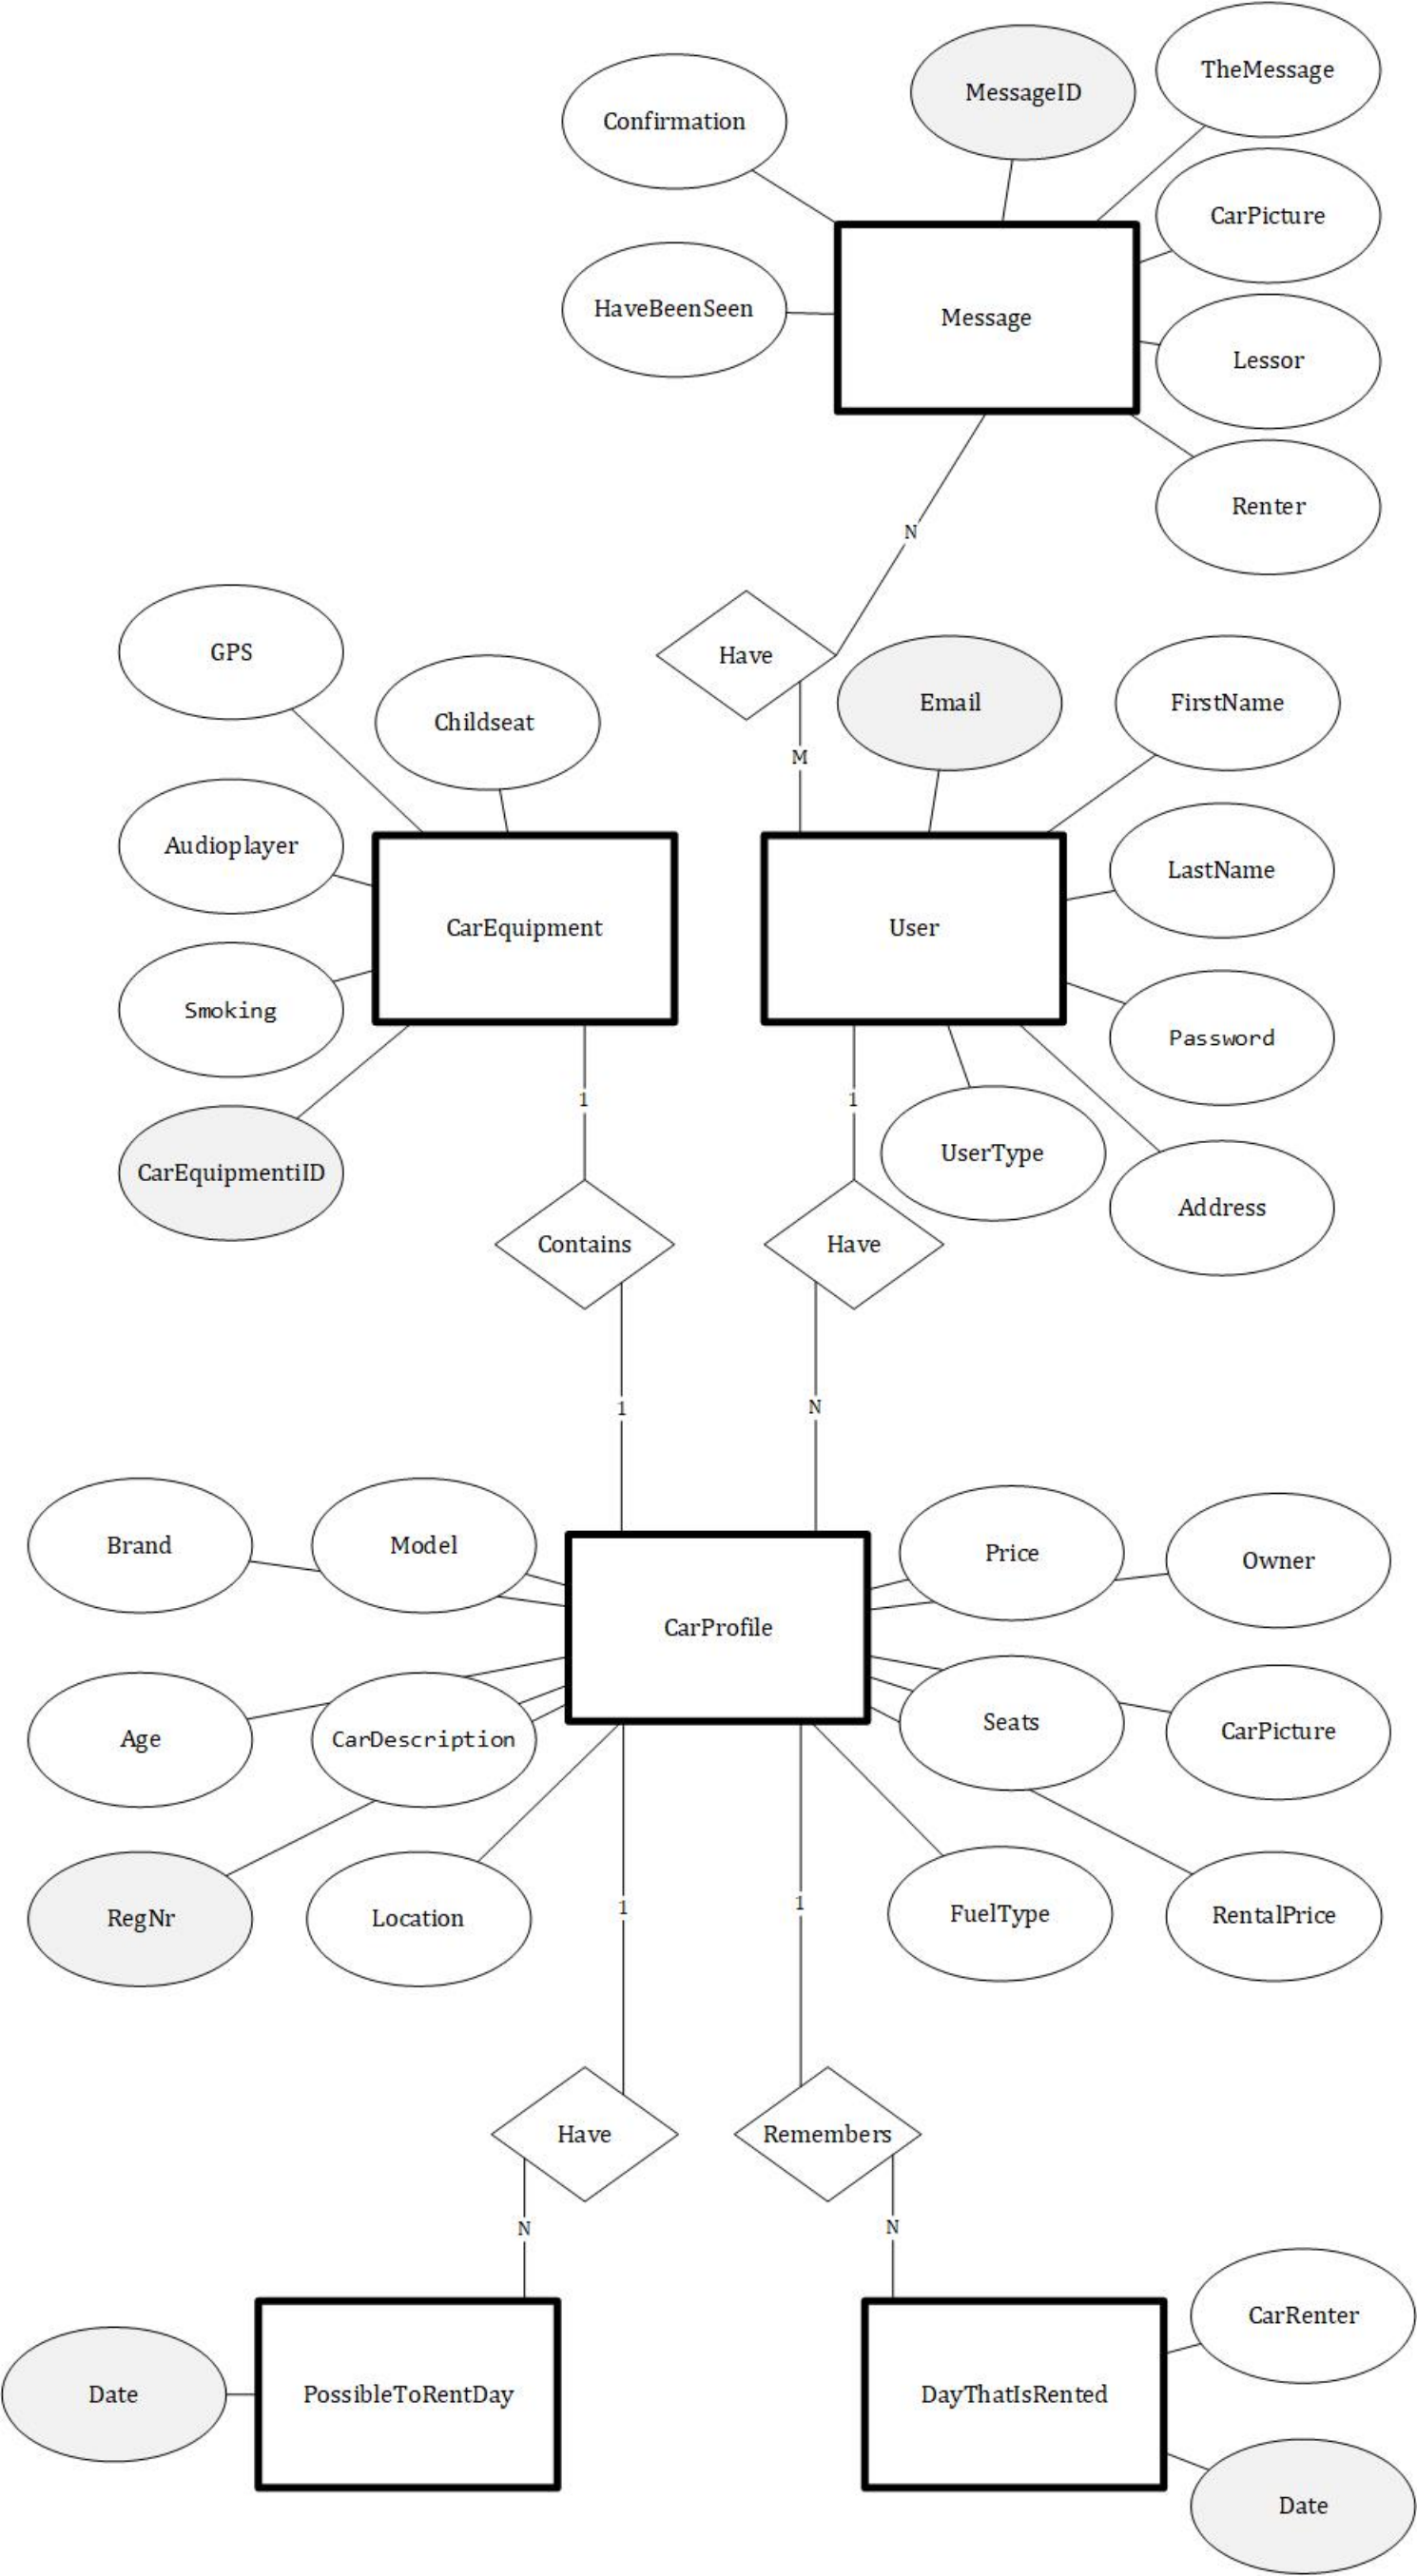 TheMessage
MessageID
Confirmation
CarPicture
HaveBeenSeen
Message
Lessor
Renter
N
GPS
Have
Email
FirstName
Childseat
M
Audioplayer
LastName
CarEquipment
User
Smoking
Password
1
1
UserType
CarEquipmentiID
Address
Contains
Have
1
N
Brand
Model
Price
Owner
CarProfile
Age
CarDescription
Seats
CarPicture
RegNr
Location
1
1
FuelType
RentalPrice
Have
Remembers
N
N
CarRenter
Date
PossibleToRentDay
DayThatIsRented
Date